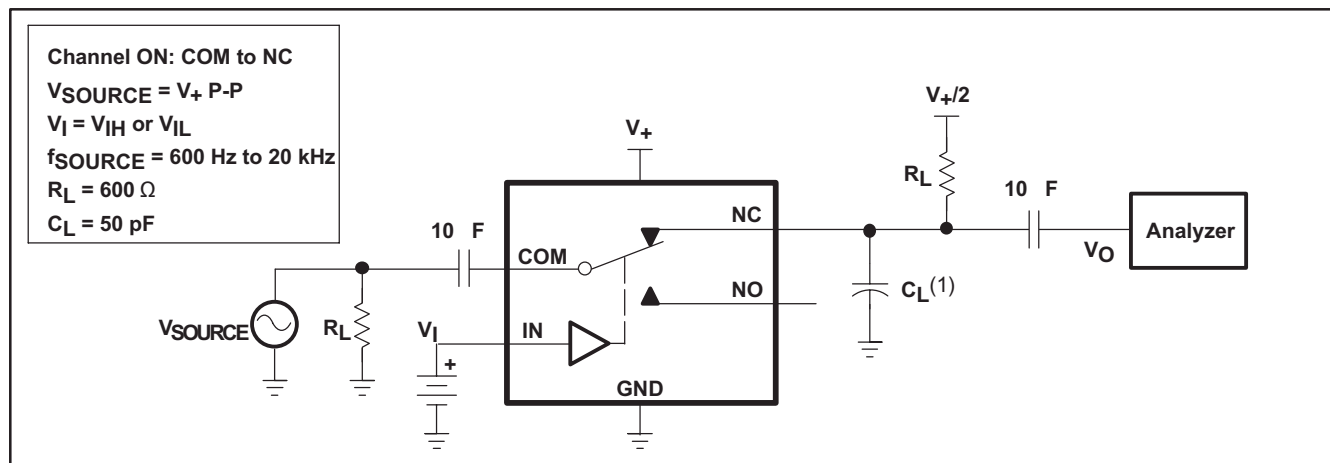 Channel ON: COM to NC
VSOURCE = V+ P-P
VI = VIH or VIL
fSOURCE = 600 Hz to 20 kHz
RL = 600 Ω
CL = 50 pF
V+/2
V+
RL
10 F
NC
10 F
COM
Analyzer
VO
NO
CL(1)
VSOURCE
RL
VI
IN
+
GND